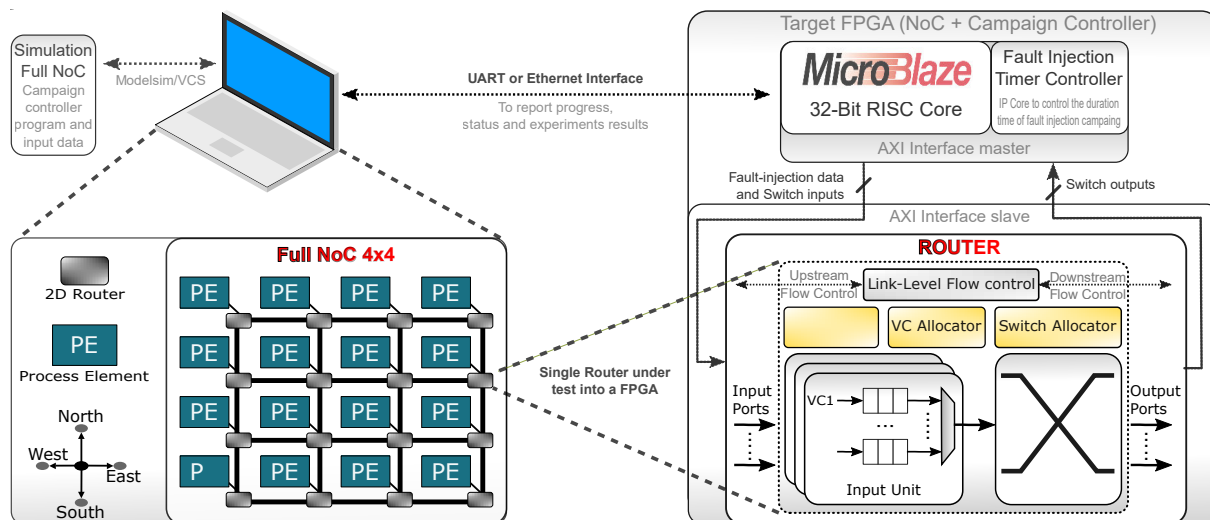 Simulation
Full NoC
Campaign
controller
program and
input data
Modelsim/VCS
UART or Ethernet Interface
To report progress,
status and experiments results
Target FPGA (NoC + Campaign Controller)
MicroBlaze
32-Bit RISC Core
Fault Injection
Timer Controller
IP Core to control the duration
time of fault injection campaing
AXI Interface master
Fault-injection data
and Switch inputs
Switch outputs
AXI Interface slave
2D Router
PE
Process Element
North
West
East
South
Full NoC 4x4
PE PE PE PE
PE PE PE PE
PE PE PE PE
P PE PE PE
Single Router under
test into a FPGA
ROUTER
Upstream
Flow Control
Link-Level Flow control
Downstream
Flow Control
VC Allocator
Switch Allocator
Input
Ports
VC1
...
...
Input Unit
Output
Ports